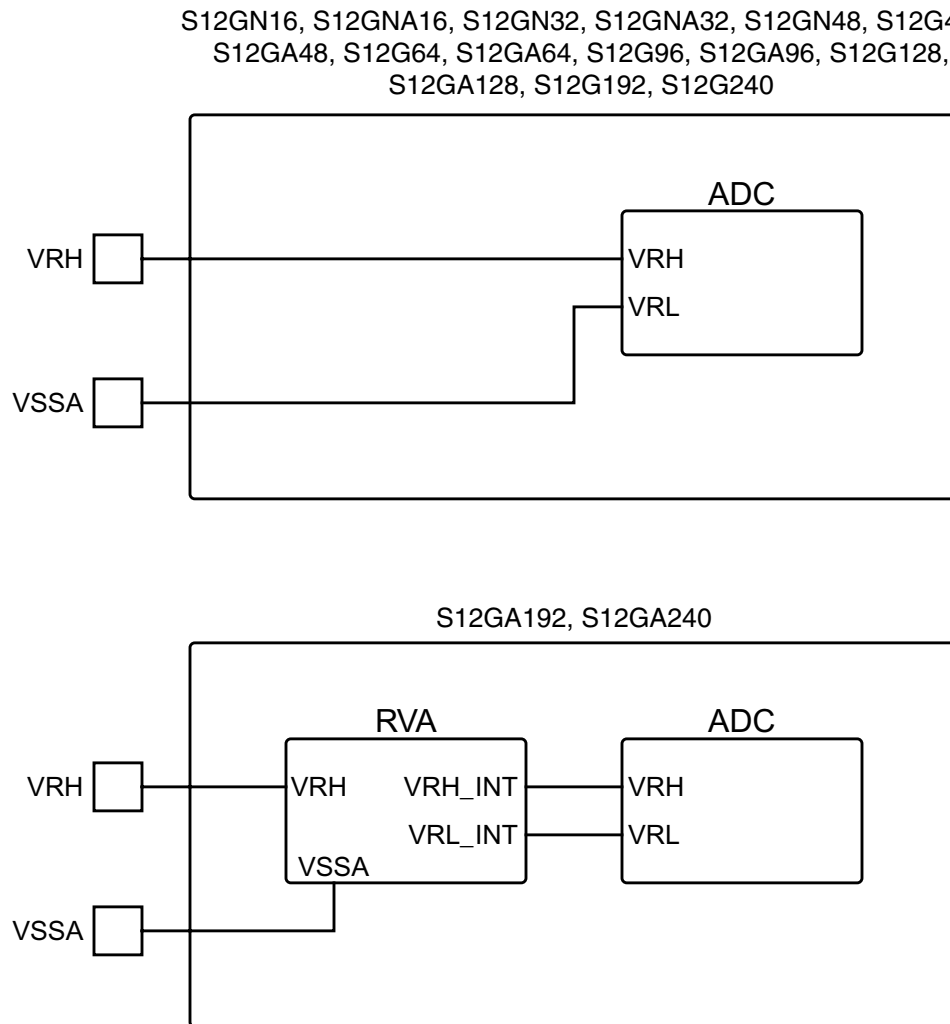 S12GN16, S12GNA16, S12GN32, S12GNA32, S12GN48,
S12GA48, S12G64, S12GA64, S12G96, S12GA96, S12G128,
S12GA128, S12G192, S12G240
ADC
VRH
VRH
VRL
VSSA
S12GA192, S12GA240
RVA
ADC
VRH
VRH
VRH_INT
VRH
VRL_INT
VRL
VSSA
VSSA